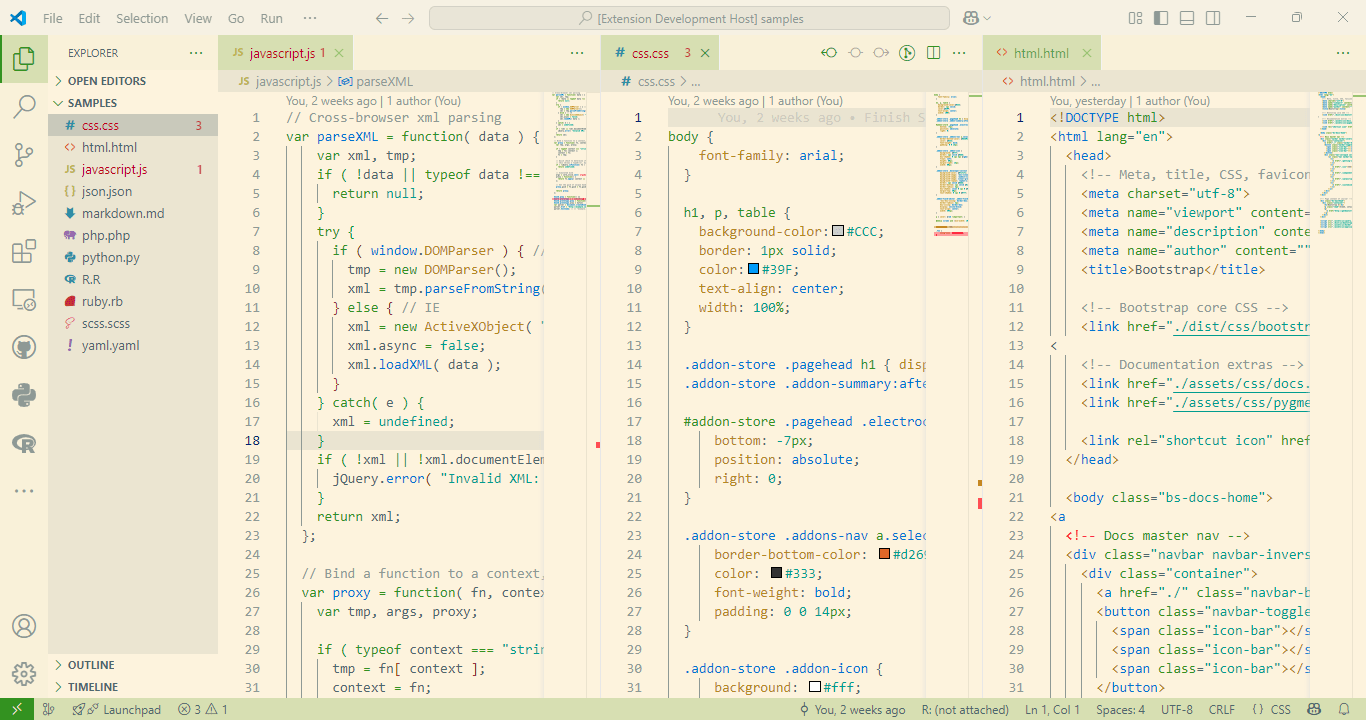 File Edit Selection View Go Run ··· [Extension Development Host] samples
EXPLORER ···
OPEN EDITORS
SAMPLES
# css.css 3
<> html.html
JS javascript.js 1
{} json.json
markdown.md
php.php
python.py
R.R
ruby.rb
scss.scss
! yaml.yaml
OUTLINE
TIMELINE
JS javascript.js 1 ···
JS javascript.js > parseXML
You, 2 weeks ago | 1 author (You)
1 // Cross-browser xml parsing
2 var parseXML = function( data ) {
3 var xml, tmp;
4 if ( !data || typeof data !==
5 return null;
6 }
7 try {
8 if ( window.DOMParser ) { //
9 tmp = new DOMParser();
10 xml = tmp.parseFromString(
11 } else { // IE
12 xml = new ActiveXObject( "
13 xml.async = false;
14 xml.loadXML( data );
15 }
16 } catch( e ) {
17 xml = undefined;
18 }
19 if ( !xml || !xml.documentElem
20 jQuery.error( "Invalid XML:
21 }
22 return xml;
23 };
24
25 // Bind a function to a context,
26 var proxy = function( fn, contex
27 var tmp, args, proxy;
28
29 if ( typeof context === "strin
30 tmp = fn[ context ];
31 context = fn;
# css.css 3 ···
# css.css > ...
You, 2 weeks ago | 1 author (You)
1 You, 2 weeks ago • Finish S
2 body {
3 font-family: arial;
4 }
5
6 h1, p, table {
7 background-color: #CCC;
8 border: 1px solid;
9 color: #39F;
10 text-align: center;
11 width: 100%;
12 }
13
14 .addon-store .pagehead h1 { disp
15 .addon-store .addon-summary:afte
16
17 #addon-store .pagehead .electroc
18 bottom: -7px;
19 position: absolute;
20 right: 0;
21 }
22
23 .addon-store .addons-nav a.selec
24 border-bottom-color: #d269
25 color: #333;
26 font-weight: bold;
27 padding: 0 0 14px;
28 }
29
30 .addon-store .addon-icon {
31 background: #fff;
<> html.html ···
<> html.html > ...
You, yesterday | 1 author (You)
1 <!DOCTYPE html>
2 <html lang="en">
3 <head>
4 <!-- Meta, title, CSS, favicon
5 <meta charset="utf-8">
6 <meta name="viewport" content=
7 <meta name="description" conte
8 <meta name="author" content=""
9 <title>Bootstrap</title>
10
11 <!-- Bootstrap core CSS -->
12 <link href="./dist/css/bootstr
13 <
14 <!-- Documentation extras -->
15 <link href="./assets/css/docs.
16 <link href="./assets/css/pygme
17
18 <link rel="shortcut icon" href
19 </head>
20
21 <body class="bs-docs-home">
22 <a
23 <!-- Docs master nav -->
24 <div class="navbar navbar-invers
25 <div class="container">
26 <a href="./" class="navbar-b
27 <button class="navbar-toggle
28 <span class="icon-bar"></s
29 <span class="icon-bar"></s
30 <span class="icon-bar"></s
31 </button>
Launchpad 3 1 You, 2 weeks ago R: (not attached) Ln 1, Col 1 Spaces: 4 UTF-8 CRLF {} CSS